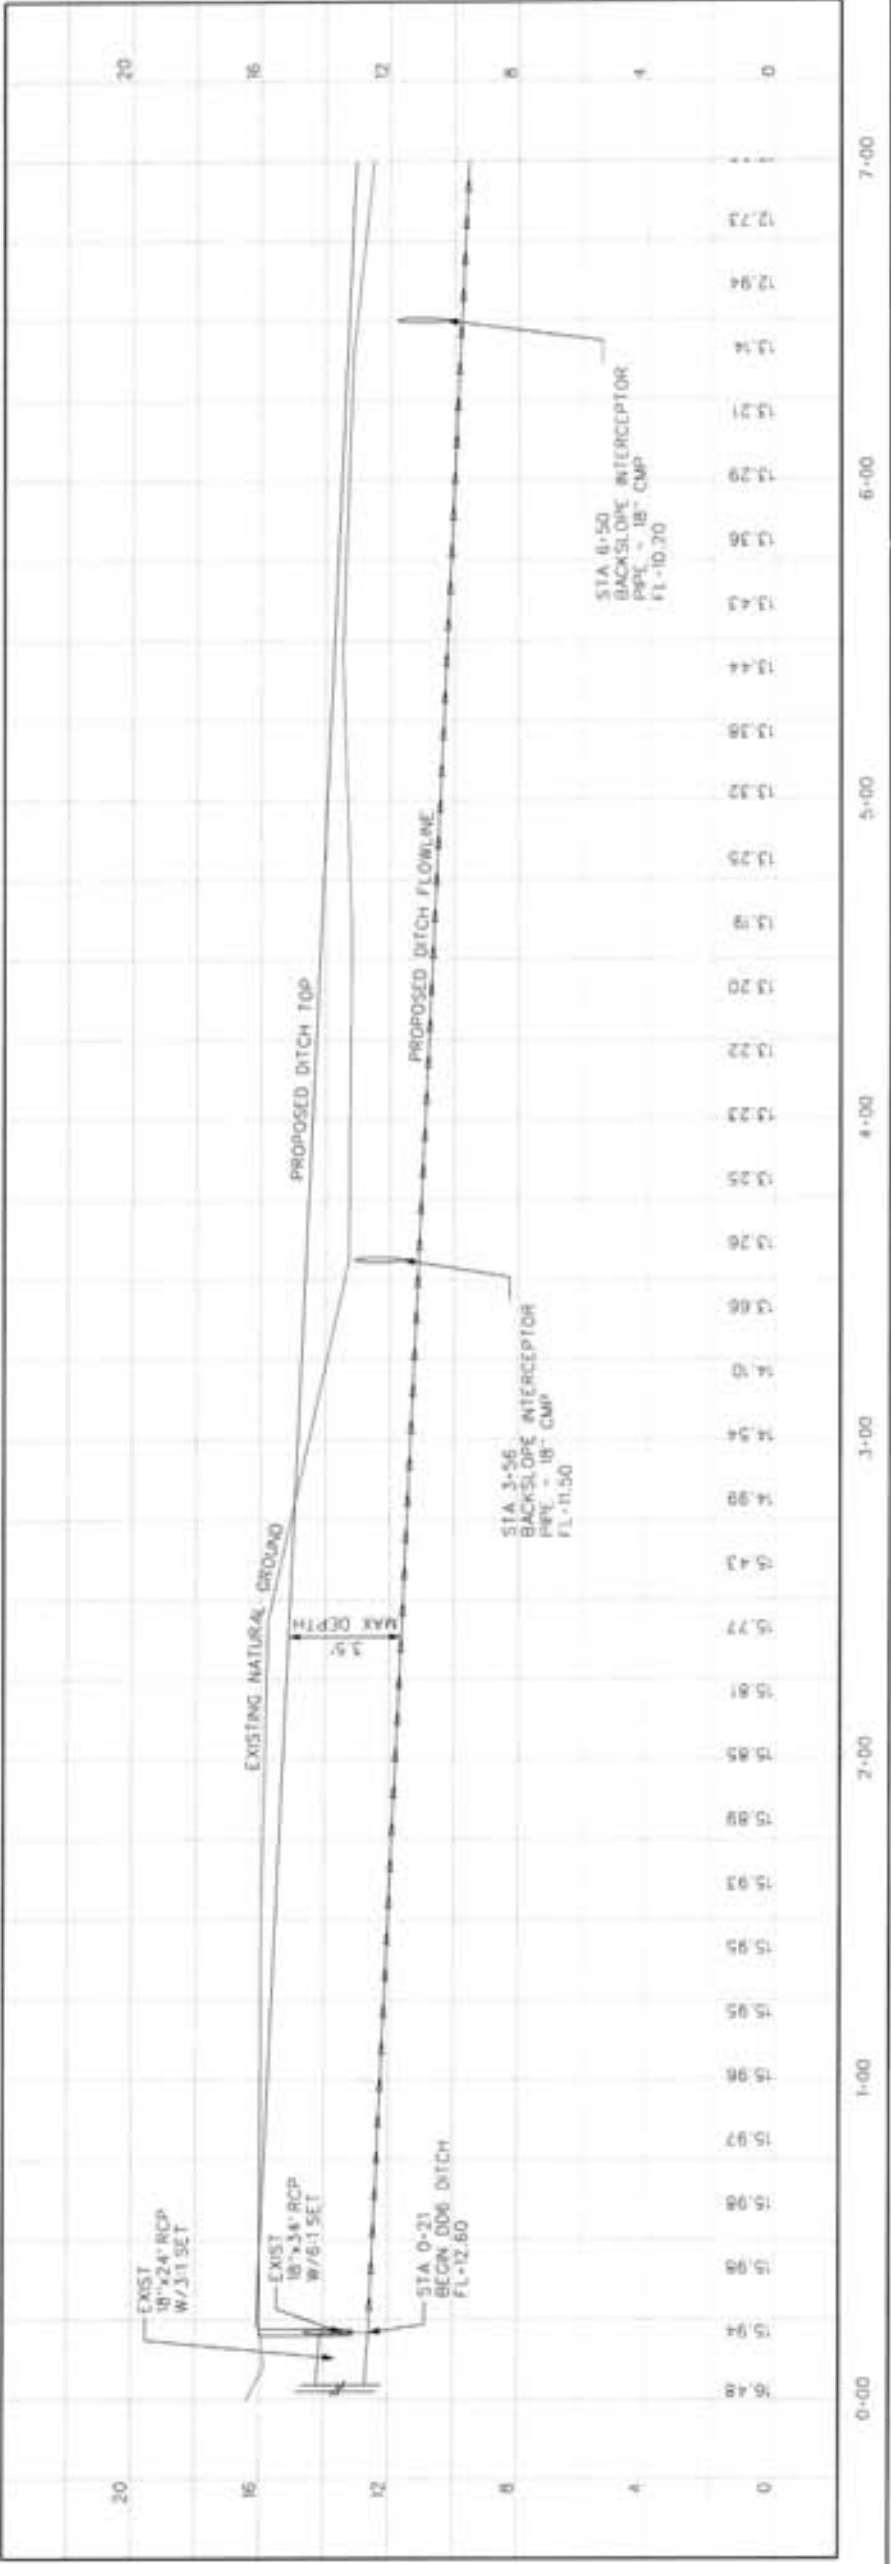 20
16
12
8
4
0
EXIST
18"x24' RCP
W/3:1 SET
EXIST
18"x34' RCP
W/6:1 SET
STA 0+21
BEGIN DD6 DITCH
FL=12.60
EXISTING NATURAL GROUND
3.5'
MAX DEPTH
PROPOSED DITCH TOP
PROPOSED DITCH FLOWLINE
STA 3+56
BACKSLOPE INTERCEPTOR
PIPE - 18" CMP
FL=11.50
STA 6+50
BACKSLOPE INTERCEPTOR
PIPE - 18" CMP
FL=10.20
20
16
12
8
4
0
16.48
15.94
15.98
15.98
15.97
15.96
15.95
15.95
15.93
15.89
15.85
15.81
15.77
15.43
14.99
14.54
14.10
13.66
13.26
13.25
13.23
13.22
13.20
13.19
13.25
13.32
13.38
13.44
13.43
13.36
13.29
13.21
13.14
12.94
12.73
0+00
1+00
2+00
3+00
4+00
5+00
6+00
7+00